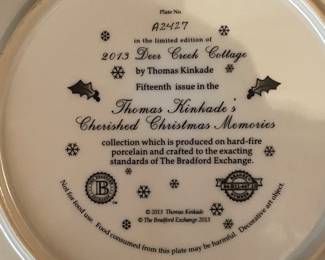 Plate No.
A2427
in the limited edition of
2013 Deer Creek Cottage
by Thomas Kinkade
Fifteenth issue in the
Thomas Kinkade's
Cherished Christmas Memories
collection which is produced on hard-fire
porcelain and crafted to the exacting
standards of The Bradford Exchange.
B
© 2013 Thomas Kinkade
© The Bradford Exchange 2013
Not for food use. Food consumed from this plate may be harmful. Decorative art object.